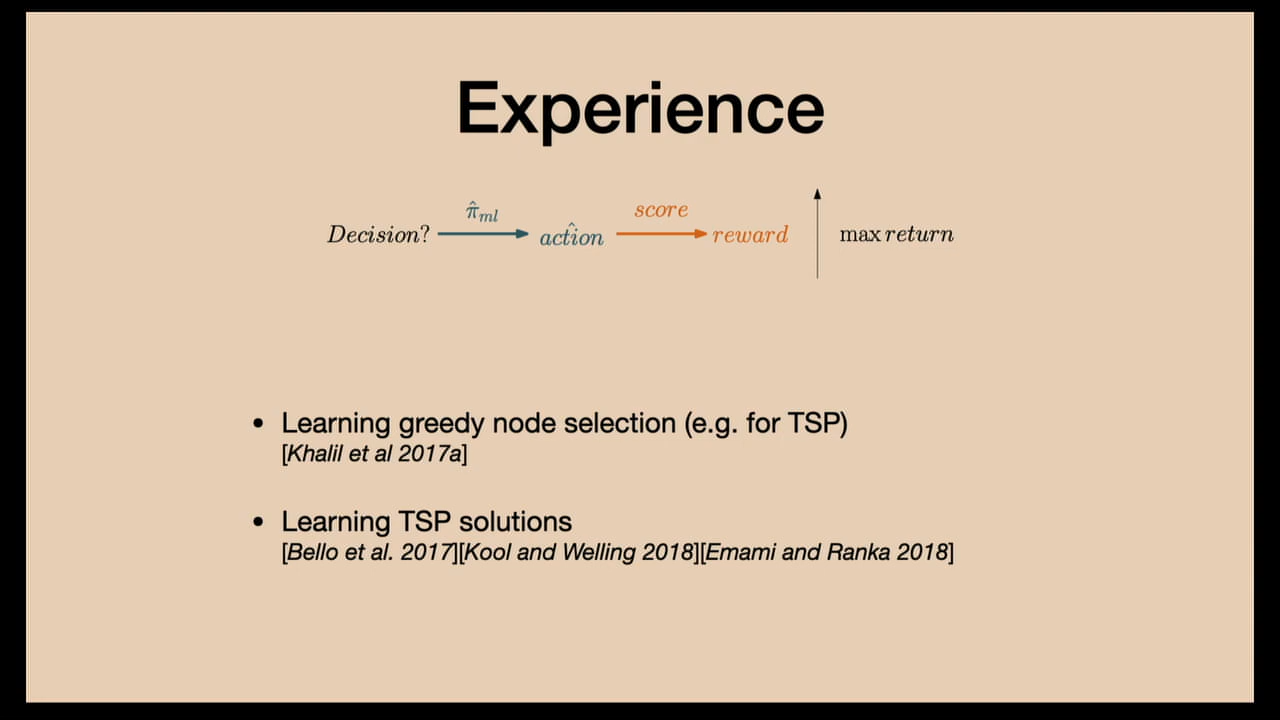 Experience
π̂ml
score
Decision?
actîon
reward
max return
• Learning greedy node selection (e.g. for TSP)
[Khalil et al 2017a]
• Learning TSP solutions
[Bello et al. 2017][Kool and Welling 2018][Emami and Ranka 2018]